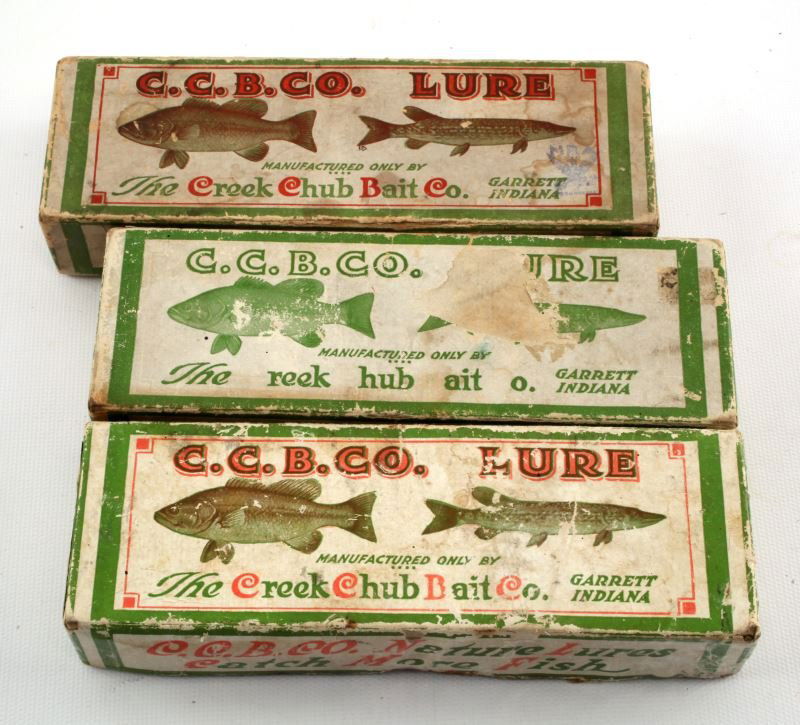 C.C.B.CO. LURE
MANUFACTURED ONLY BY
The Creek Chub Bait Co. GARRETT INDIANA
C.C.B.CO. URE
MANUFACTURED ONLY BY
The reek hub ait o. GARRETT INDIANA
C.C.B.CO. LURE
MANUFACTURED ONLY BY
The Creek Chub Bait Co. GARRETT INDIANA
C.C.B.CO. Nature Lures
Catch More Fish